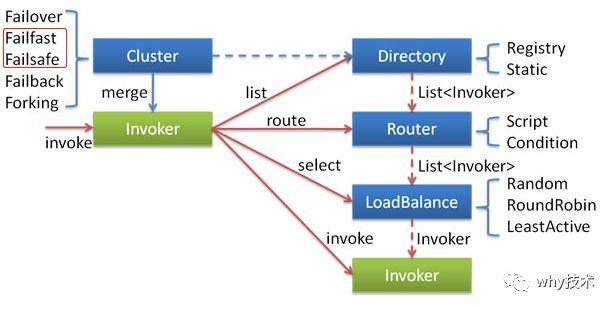 Failover
Failfast
Failsafe
Failback
Forking
Cluster
Directory
Registry
Static
merge
list
List<Invoker>
invoke
Invoker
route
Router
Script
Condition
select
List<Invoker>
LoadBalance
Random
RoundRobin
LeastActive
invoke
Invoker
Invoker
why技术